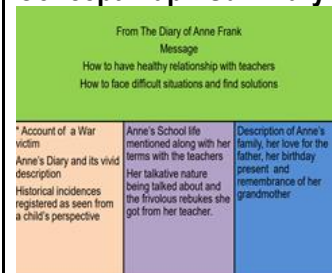 From The Diary of Anne Frank
Message
How to have healthy relationship with teachers
How to face difficult situations and find solutions
* Account of a War
victim
Anne's Diary and its vivid
description
Historical incidences
registered as seen from
a child's perspective
Anne's School life
mentioned along with her
terms with the teachers
Her talkative nature
being talked about and
the frivolous rebukes she
got from her teacher.
Description of Anne's
family, her love for the
father, her birthday
present and
remembrance of her
grandmother